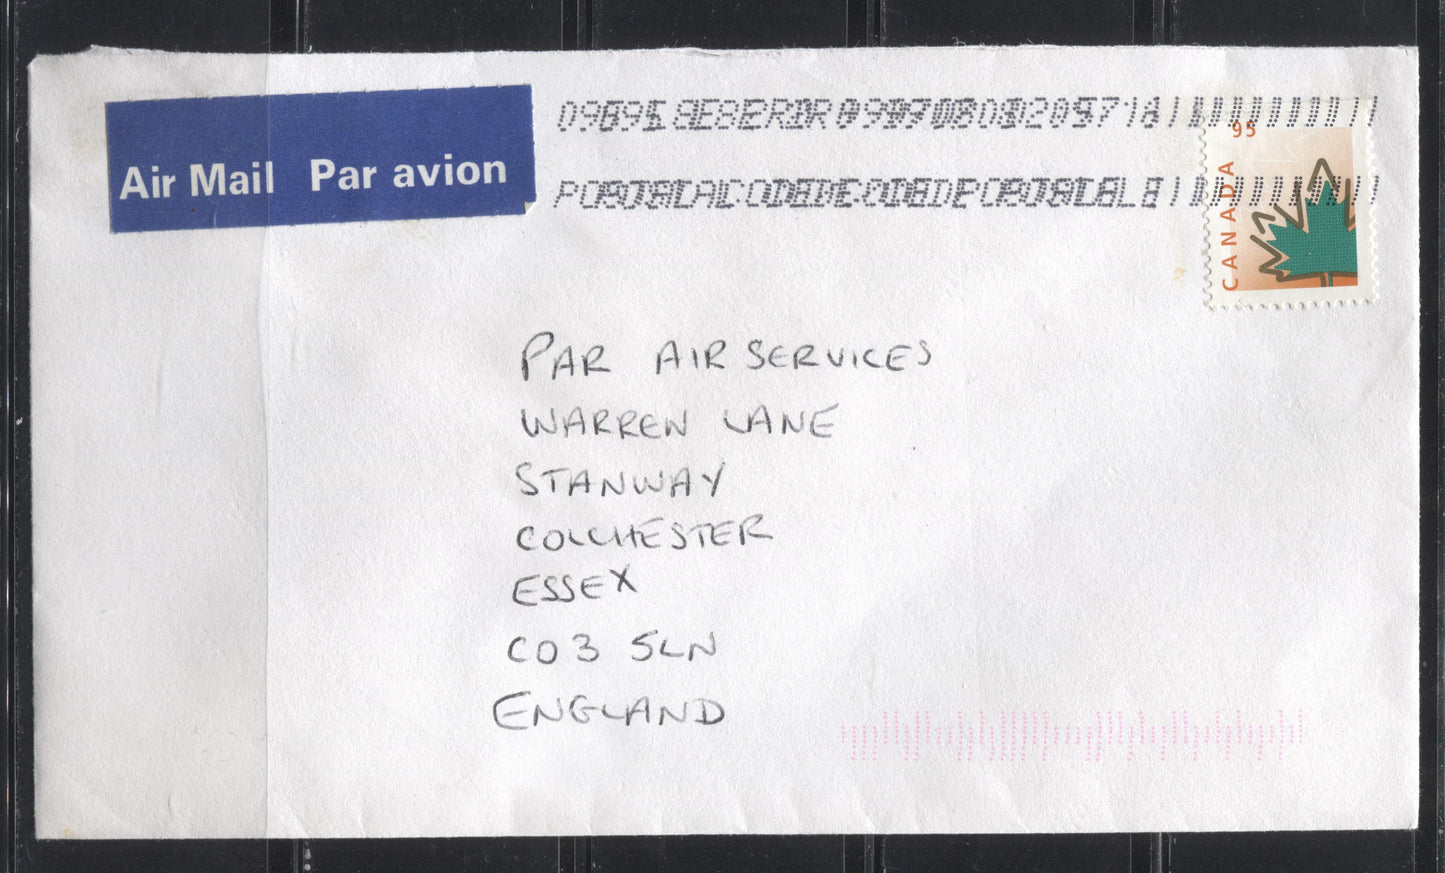 Air Mail Par avion
95
CANADA
PAR AIR SERVICES
WARREN LANE
STANWAY
COLCHESTER
ESSEX
CO3 5LN
ENGLAND